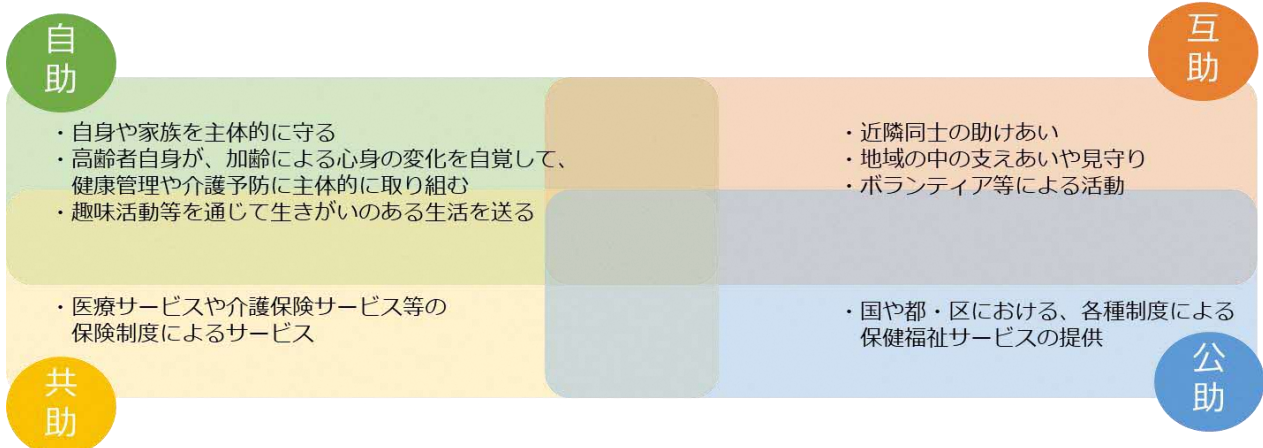 自助
・自身や家族を主体的に守る
・高齢者自身が、加齢による心身の変化を自覚して、
健康管理や介護予防に主体的に取り組む
・趣味活動等を通じて生きがいのある生活を送る
互助
・近隣同士の助けあい
・地域の中の支えあいや見守り
・ボランティア等による活動
・医療サービスや介護保険サービス等の
保険制度によるサービス
共助
・国や都・区における、各種制度による
保健福祉サービスの提供
公助